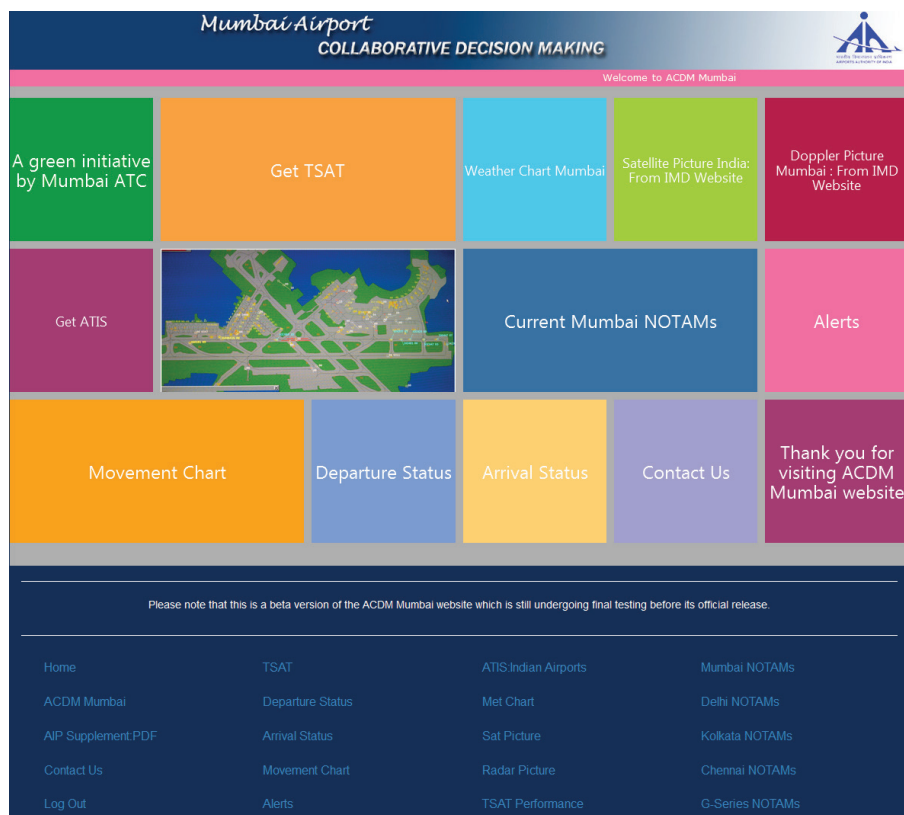 Mumbai Airport
COLLABORATIVE DECISION MAKING
AIRPORTS AUTHORITY OF INDIA
Welcome to ACDM Mumbai
A green initiative
by Mumbai ATC
Get TSAT
Weather Chart Mumbai
Satellite Picture India:
From IMD Website
Doppler Picture
Mumbai : From IMD
Website
Get ATIS
Current Mumbai NOTAMs
Alerts
Movement Chart
Departure Status
Arrival Status
Contact Us
Thank you for
visiting ACDM
Mumbai website
Please note that this is a beta version of the ACDM Mumbai website which is still undergoing final testing before its official release.
Home
TSAT
ATIS:Indian Airports
Mumbai NOTAMs
ACDM Mumbai
Departure Status
Met Chart
Delhi NOTAMs
AIP Supplement:PDF
Arrival Status
Sat Picture
Kolkata NOTAMs
Contact Us
Movement Chart
Radar Picture
Chennai NOTAMs
Log Out
Alerts
TSAT Performance
G-Series NOTAMs